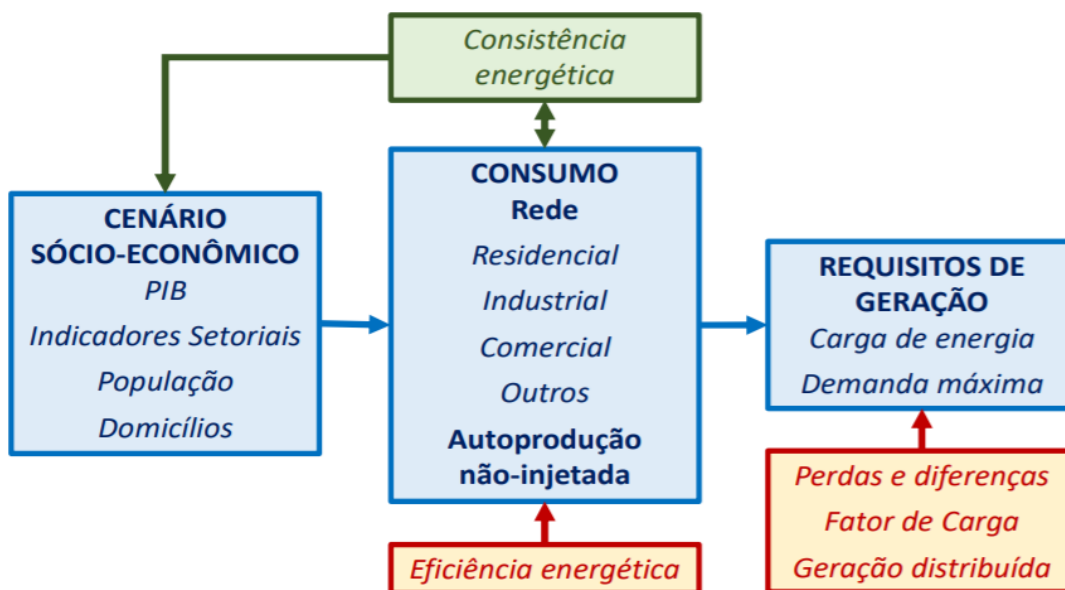 Consistência
energética
CENÁRIO
SÓCIO-ECONÔMICO
PIB
Indicadores Setoriais
População
Domicílios
CONSUMO
Rede
Residencial
Industrial
Comercial
Outros
Autoprodução
não-injetada
REQUISITOS DE
GERAÇÃO
Carga de energia
Demanda máxima
Eficiência energética
Perdas e diferenças
Fator de Carga
Geração distribuída